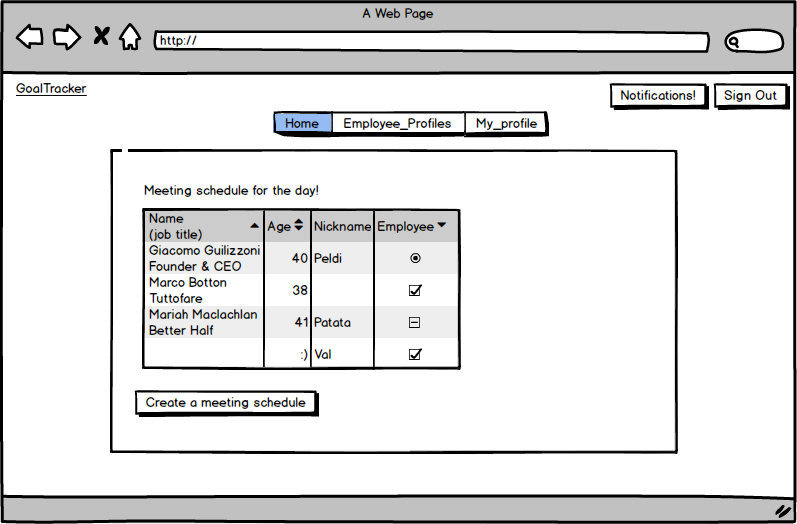 A Web Page
http://
GoalTracker
Notifications!
Sign Out
Home
Employee_Profiles
My_profile
Meeting schedule for the day!
Name
(job title)
Age
Nickname
Employee
Giacomo Guilizzoni
Founder & CEO
40
Peldi
Marco Botton
Tuttofare
38
Mariah Maclachlan
Better Half
41
Patata
:)
Val
Create a meeting schedule